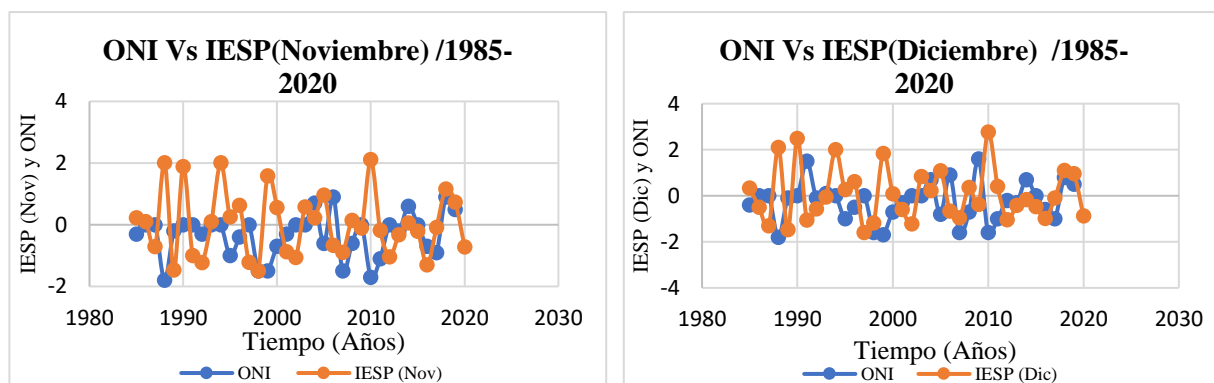 ONI Vs IESP(Noviembre) /1985-
2020
IESP (Nov) y ONI
4
2
0
-2
1980 1990 2000 2010 2020 2030
Tiempo (Años)
ONI IESP (Nov)
ONI Vs IESP(Diciembre) /1985-
2020
IESP (Dic) y ONI
4
2
0
-2
-4
1980 1990 2000 2010 2020 2030
Tiempo (Años)
ONI IESP (Dic)